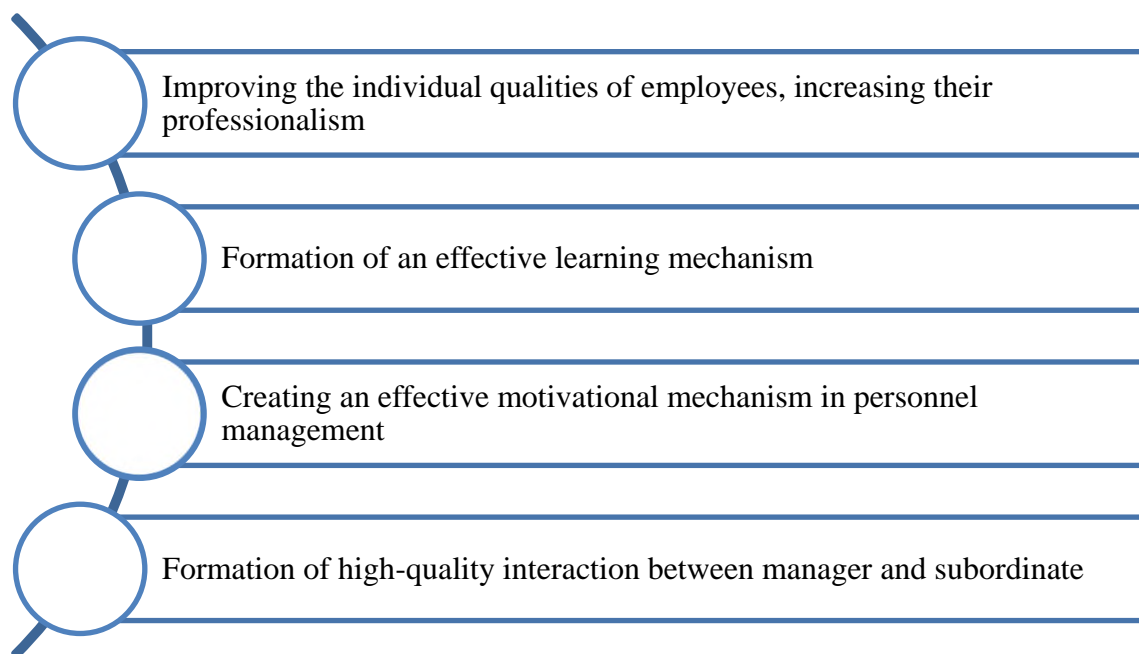 Improving the individual qualities of employees, increasing their
professionalism
Formation of an effective learning mechanism
Creating an effective motivational mechanism in personnel
management
Formation of high-quality interaction between manager and subordinate